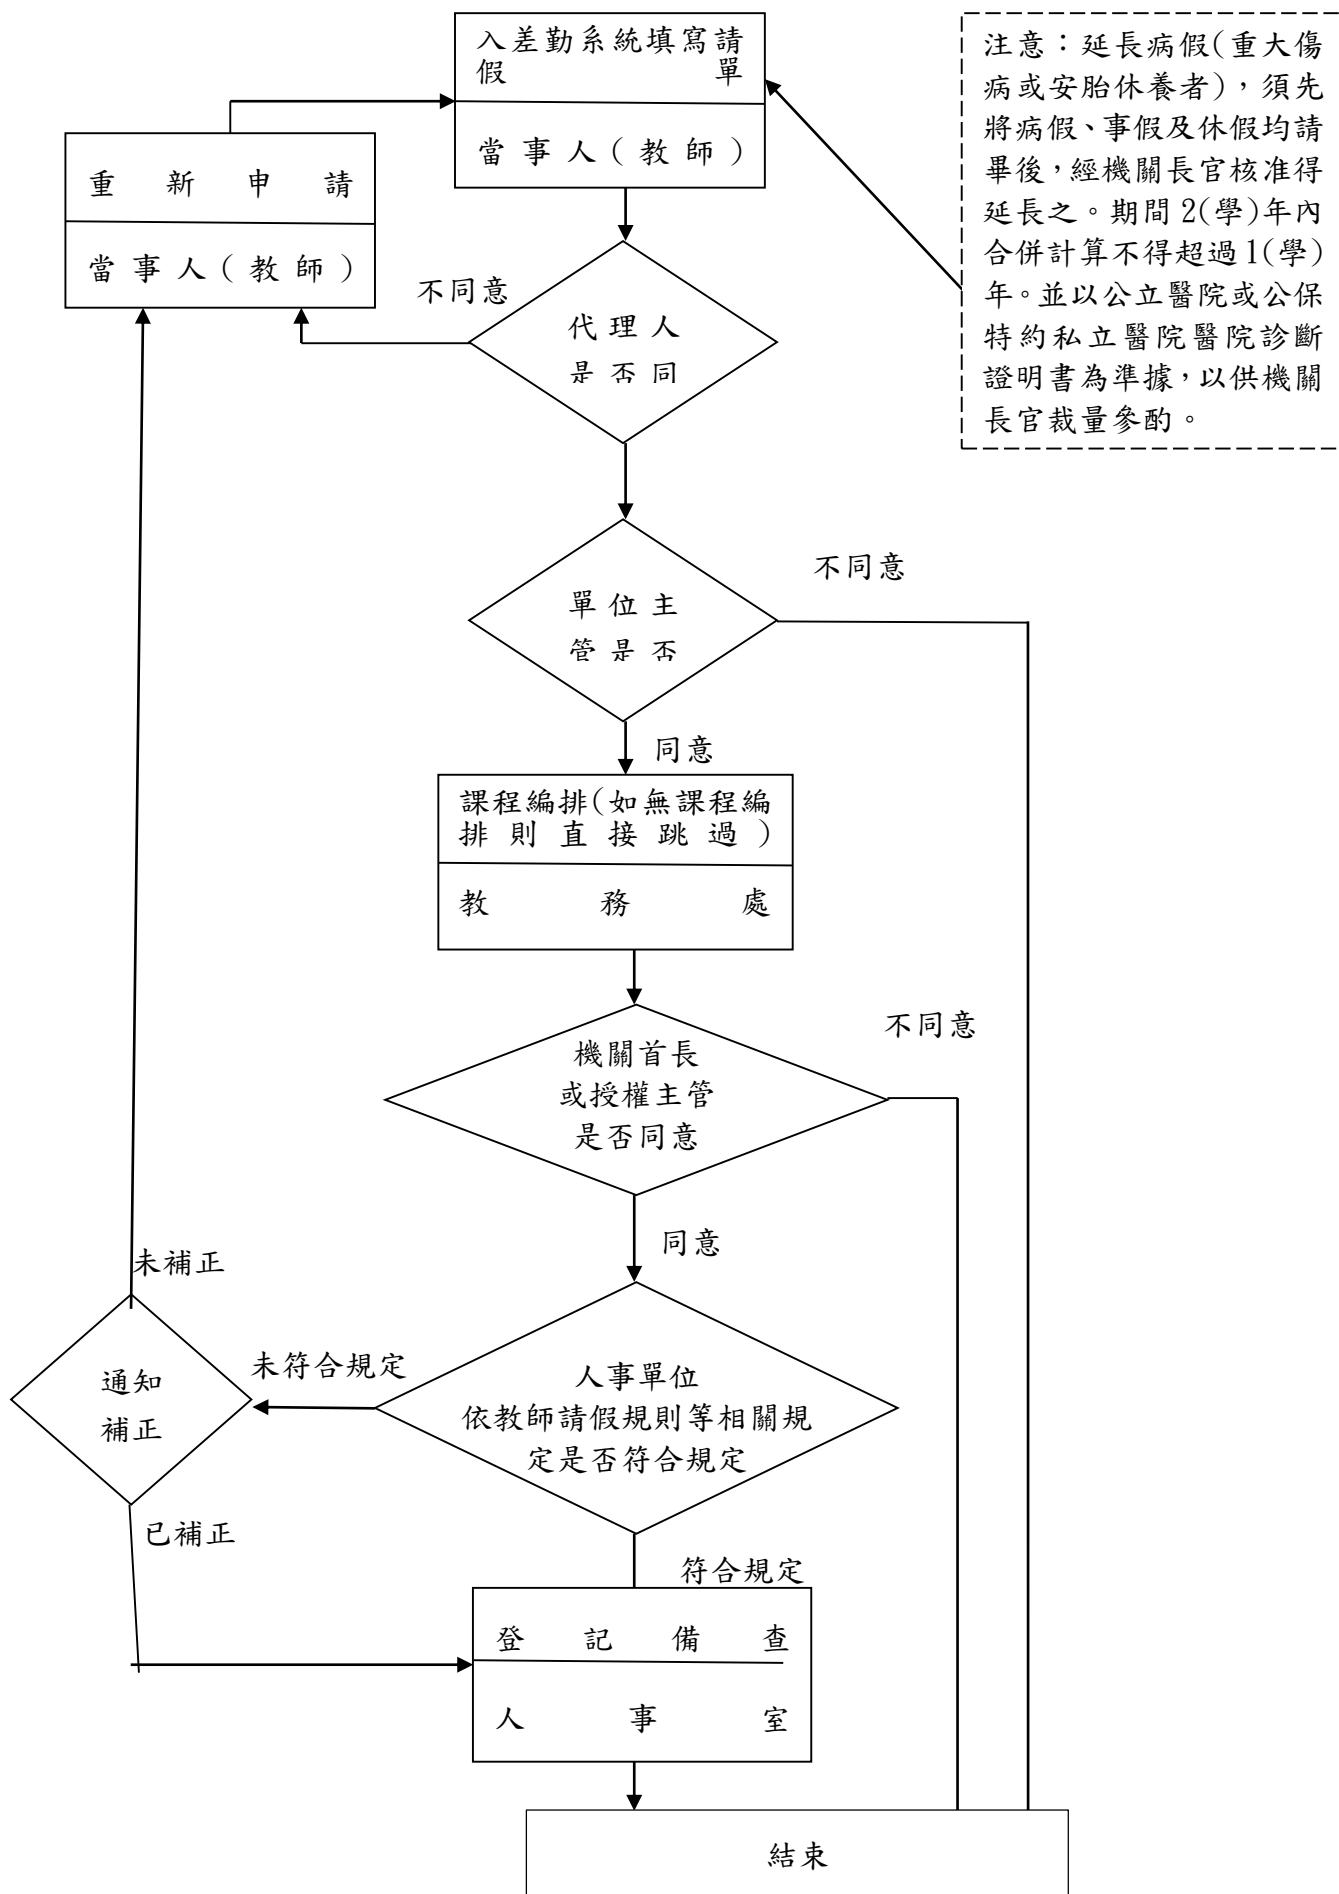 入差勤系統填寫請
假單
當事人(教師)
注意：延長病假(重大傷
病或安胎休養者)，須先
將病假、事假及休假均請
畢後，經機關長官核准得
延長之。期間2(學)年內
合併計算不得超過1(學)
年。並以公立醫院或公保
特約私立醫院醫院診斷
證明書為準據，以供機關
長官裁量參酌。
重新申請
當事人(教師)
不同意
代理人
是否同
不同意
單位主
管是否
同意
課程編排(如無課程編
排則直接跳過)
教務處
不同意
機關首長
或授權主管
是否同意
同意
未補正
通知
補正
未符合規定
人事單位
依教師請假規則等相關規
定是否符合規定
已補正
符合規定
登記備查
人事室
結束